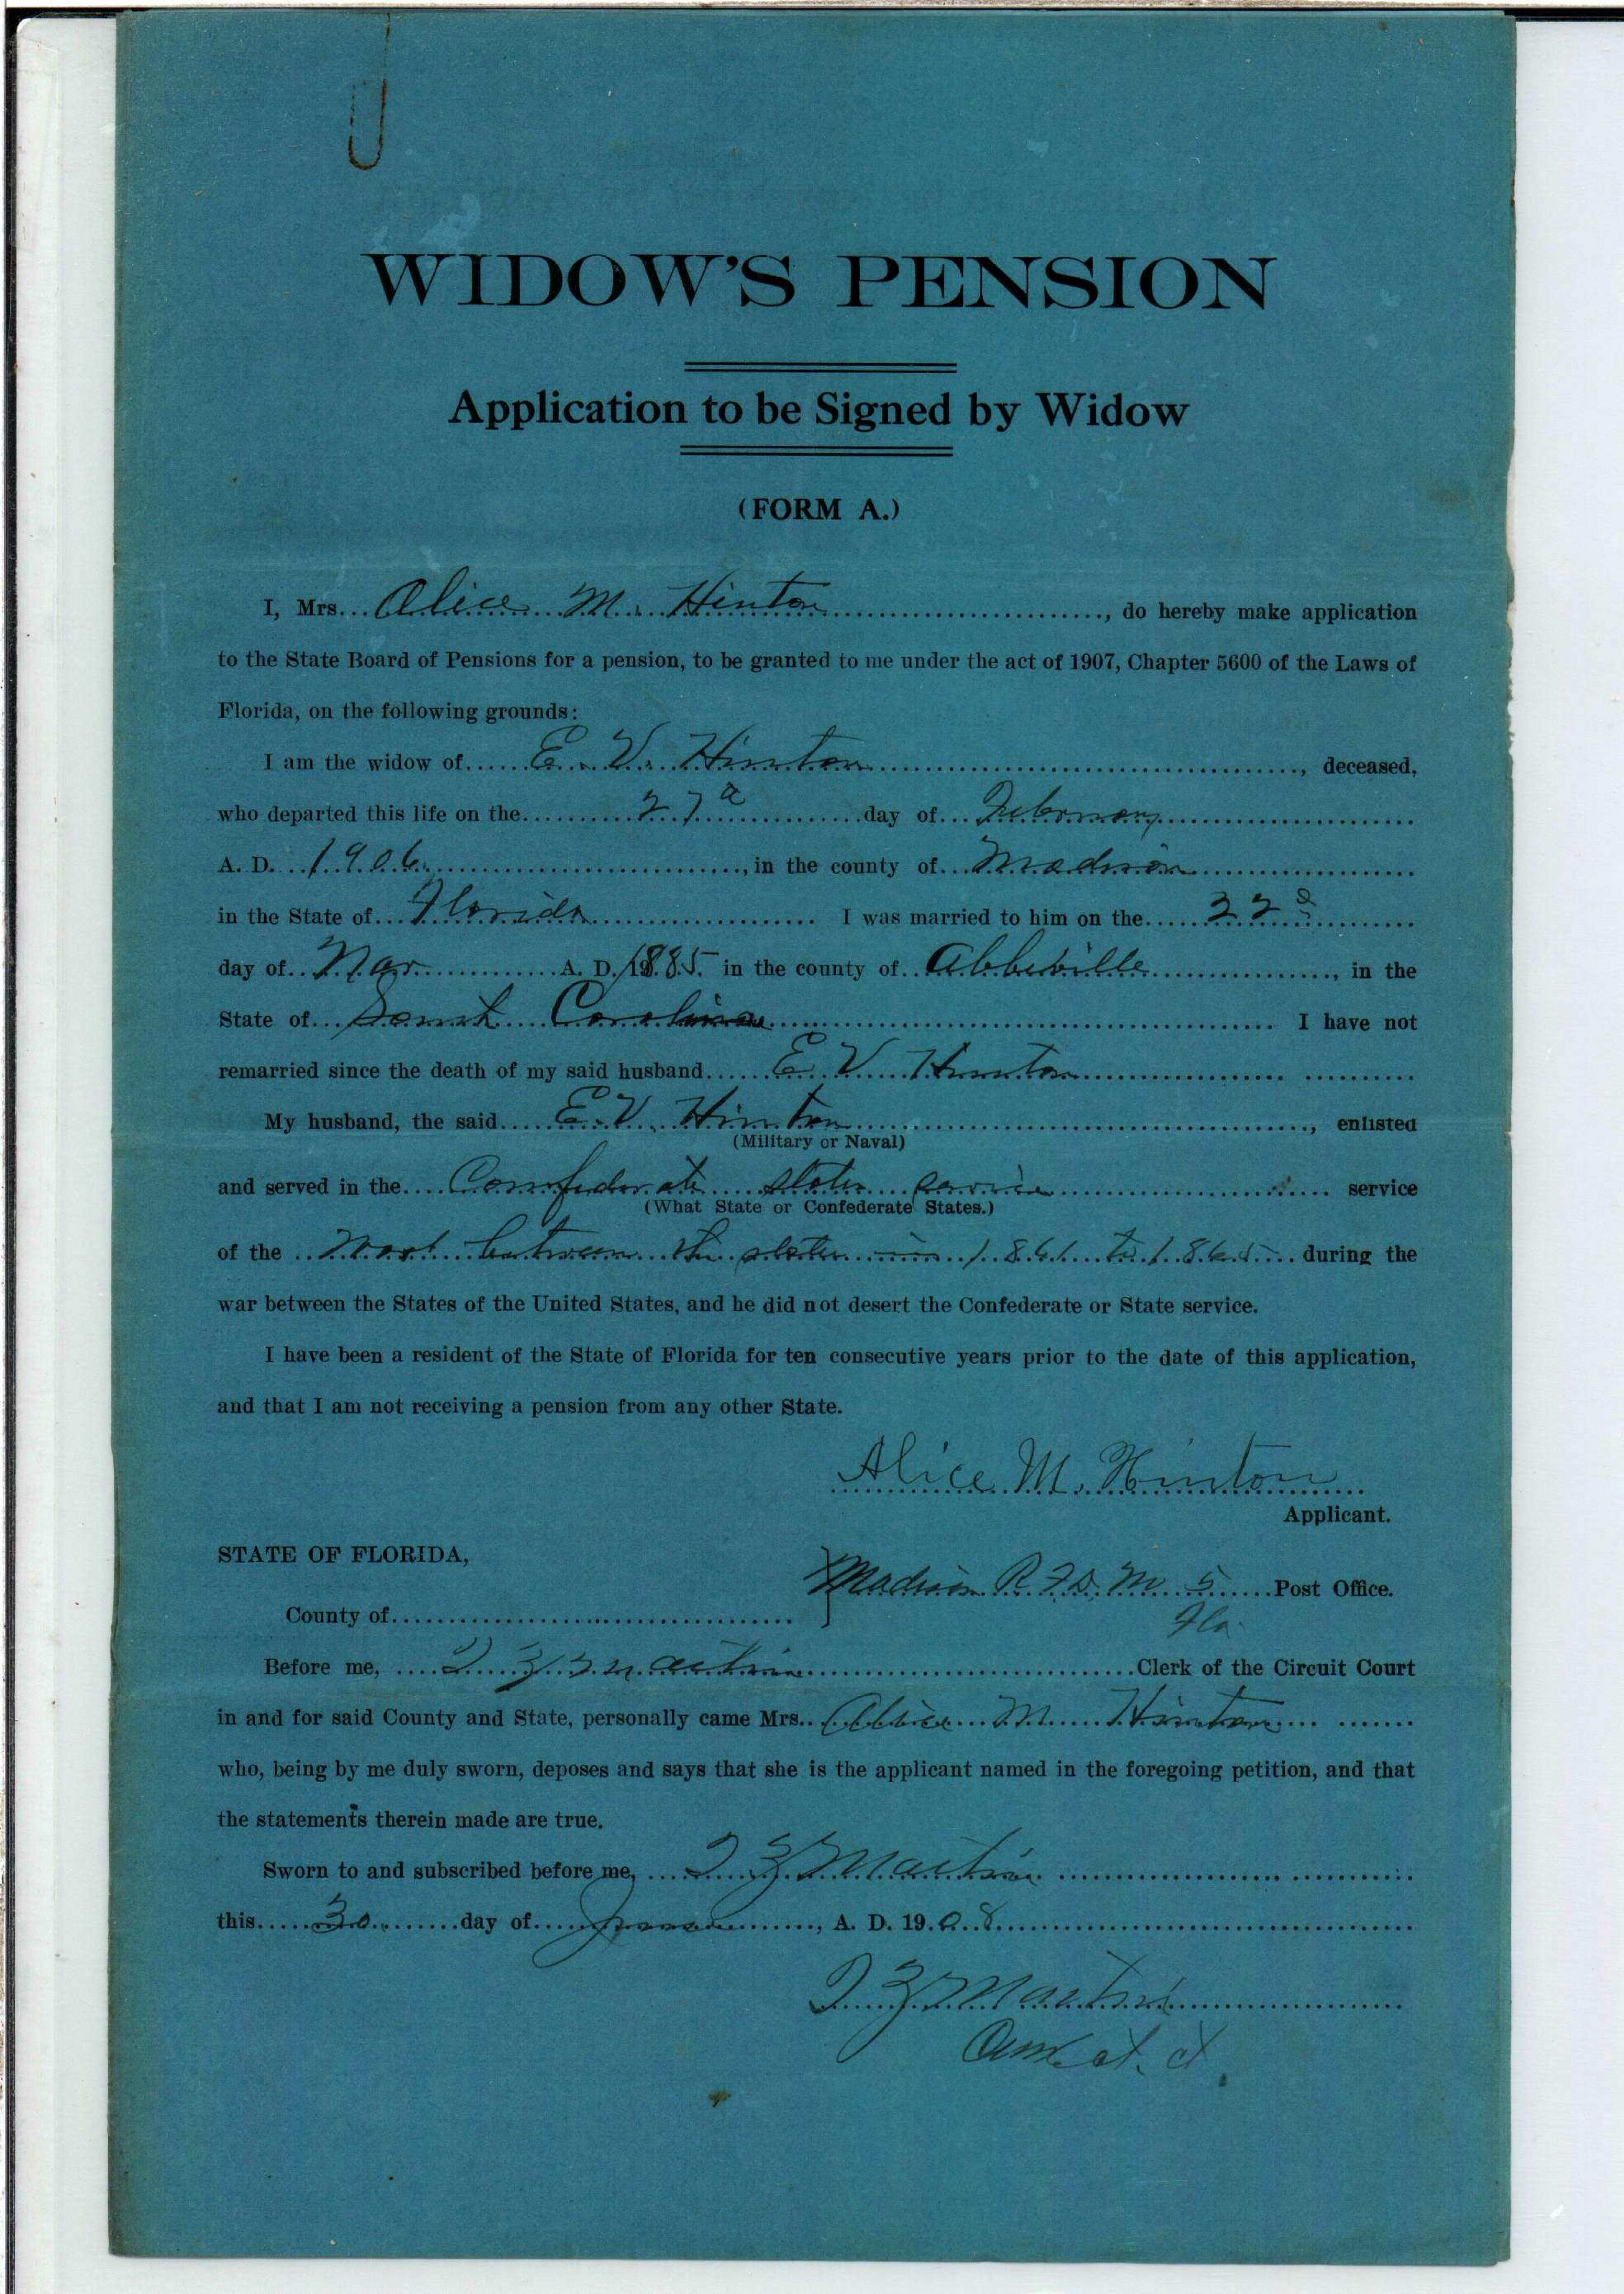 WIDOW'S PENSION
Application to be Signed by Widow
(FORM A.)
I, Mrs. Alice M. Hinton, do hereby make application
to the State Board of Pensions for a pension, to be granted to me under the act of 1907, Chapter 5600 of the Laws of
Florida, on the following grounds:
I am the widow of E. V. Hinton, deceased,
who departed this life on the 27 day of February
A. D. 1906, in the county of Madison
in the State of Florida I was married to him on the 22d
day of A. D. 1885 in the county of Abbeville, in the
State of South Carolina I have not
remarried since the death of my said husband E V Hinton
My husband, the said E. V. Hinton, enlisted
(Military or Naval)
and served in the Confederate states service service
(What State or Confederate States.)
of the between the states in 1861 to 1865 during the
war between the States of the United States, and he did not desert the Confederate or State service.
I have been a resident of the State of Florida for ten consecutive years prior to the date of this application,
and that I am not receiving a pension from any other State.
Alice M. Hinton
Applicant.
STATE OF FLORIDA,
Madison R. F. D. 5 Post Office.
County of
Fla.
Before me, Martin Clerk of the Circuit Court
in and for said County and State, personally came Mrs. Alice M. Hinton
who, being by me duly sworn, deposes and says that she is the applicant named in the foregoing petition, and that
the statements therein made are true.
Sworn to and subscribed before me, Martin
this 30 day of June, A. D. 1908
Martin